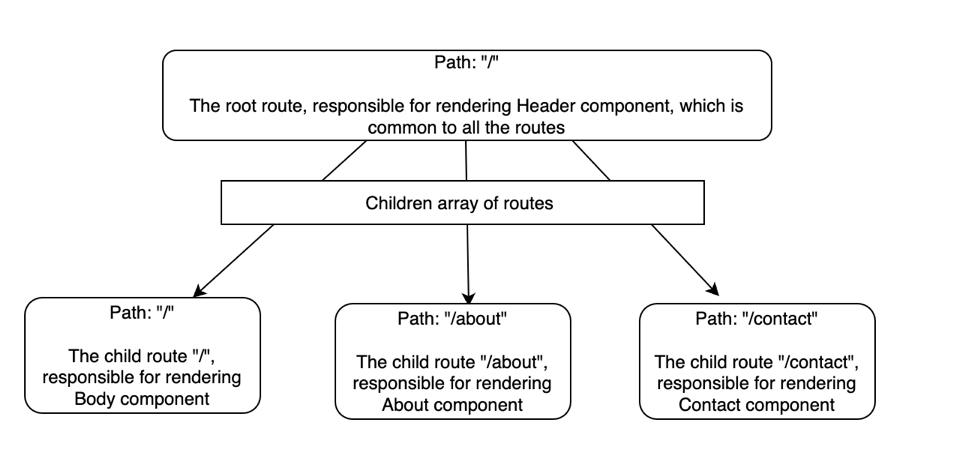 Path: "/"
The root route, responsible for rendering Header component, which is
common to all the routes
Children array of routes
Path: "/"
The child route "/",
responsible for rendering
Body component
Path: "/about"
The child route "/about",
responsible for rendering
About component
Path: "/contact"
The child route "/contact",
responsible for rendering
Contact component